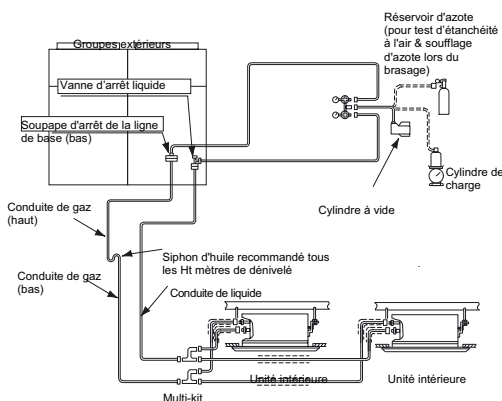 Groupes extérieurs
Réservoir d'azote
(pour test d'étanchéité
à l'air & soufflage
d'azote lors du
brasage)
Vanne d'arrêt liquide
Soupape d'arrêt de la ligne
de base (bas)
Cylindre de
charge
Cylindre à vide
Conduite de gaz
(haut)
Siphon d'huile recommandé tous
les Ht mètres de dénivelé
Conduite de gaz
(bas)
Conduite de liquide
Unité intérieure
Unité intérieure
Multi-kit